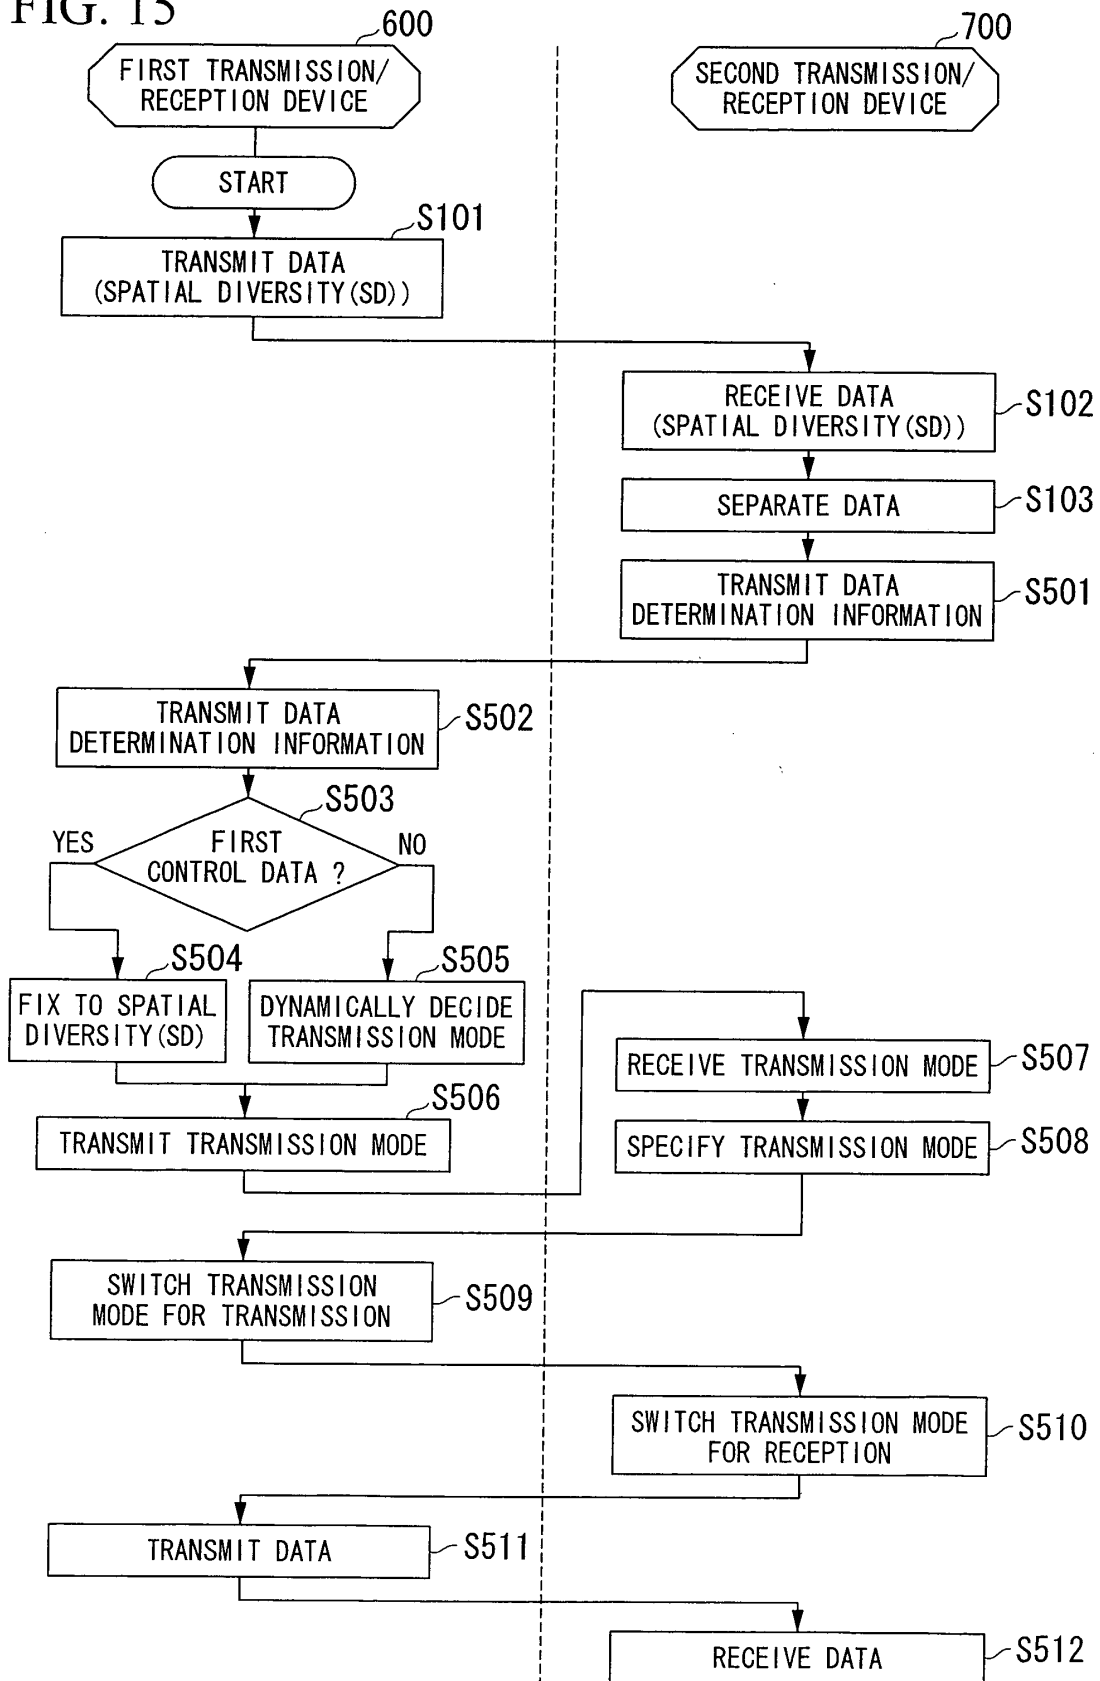 FIG. 15
600
700
FIRST TRANSMISSION/
RECEPTION DEVICE
SECOND TRANSMISSION/
RECEPTION DEVICE
START
S101
TRANSMIT DATA
(SPATIAL DIVERSITY(SD))
RECEIVE DATA
(SPATIAL DIVERSITY(SD))
S102
SEPARATE DATA
S103
TRANSMIT DATA
DETERMINATION INFORMATION
S501
TRANSMIT DATA
DETERMINATION INFORMATION
S502
S503
YES
FIRST
CONTROL DATA ?
NO
S504
FIX TO SPATIAL
DIVERSITY(SD)
S505
DYNAMICALLY DECIDE
TRANSMISSION MODE
S506
TRANSMIT TRANSMISSION MODE
RECEIVE TRANSMISSION MODE
S507
SPECIFY TRANSMISSION MODE
S508
SWITCH TRANSMISSION
MODE FOR TRANSMISSION
S509
SWITCH TRANSMISSION MODE
FOR RECEPTION
S510
TRANSMIT DATA
S511
RECEIVE DATA
S512